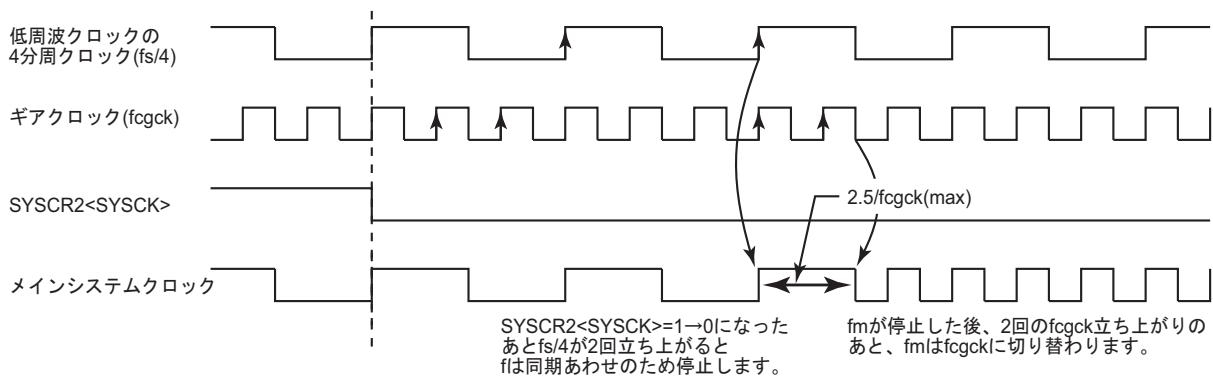 低周波クロックの
4分周クロック(fs/4)
ギアクロック(fcgck)
SYSCR2<SYSCK>
2.5/fcgck(max)
メインシステムクロック
SYSCR2<SYSCK>=1→0になった
あとfs/4が2回立ち上がると
fは同期あわせのため停止します。
fmが停止した後、2回のfcgck立ち上がりの
あと、fmはfcgckに切り替わります。